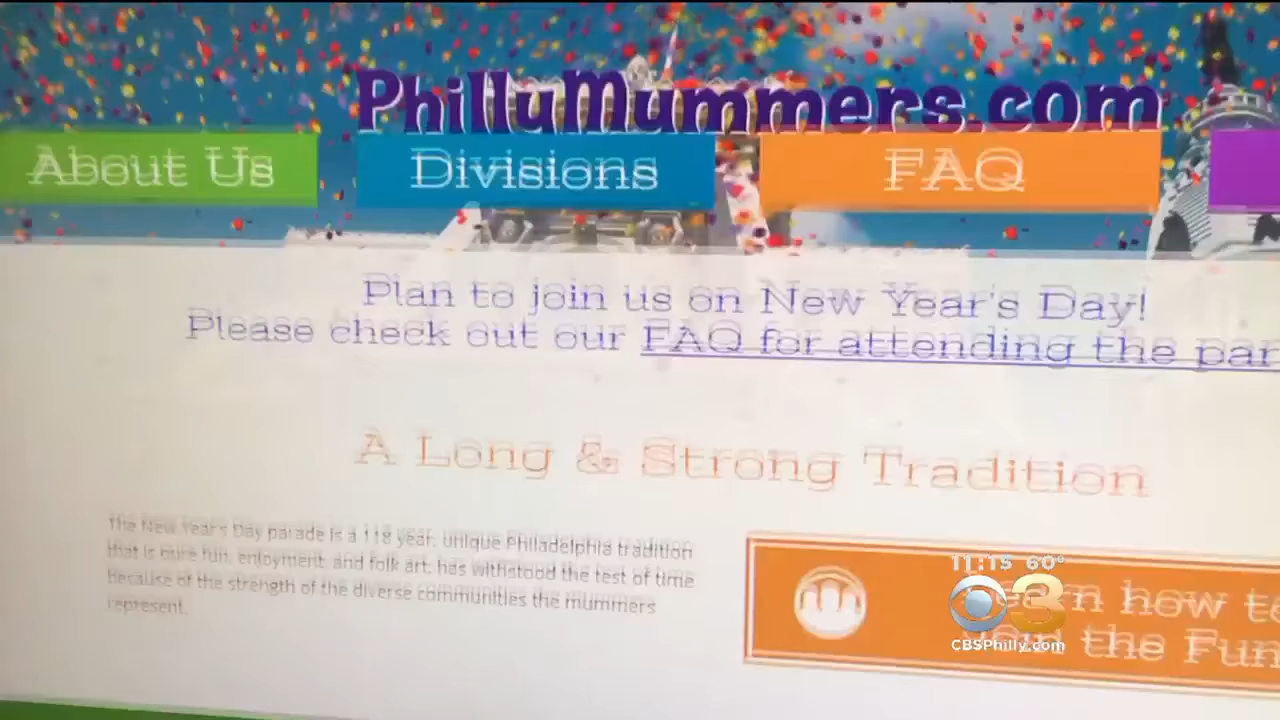 PhillyMummers.com
About Us
Divisions
FAQ
Plan to join us on New Year's Day!
Please check out our FAQ for attending the par
A Long & Strong Tradition
The New Year's Day parade is a 118 year, unique Philadelphia tradition
that is pure fun, enjoyment, and folk art, has withstood the test of time
because of the strength of the diverse communities the mummers
represent.
how to
Join the Fun
11:15 60°
3
CBSPhilly.com